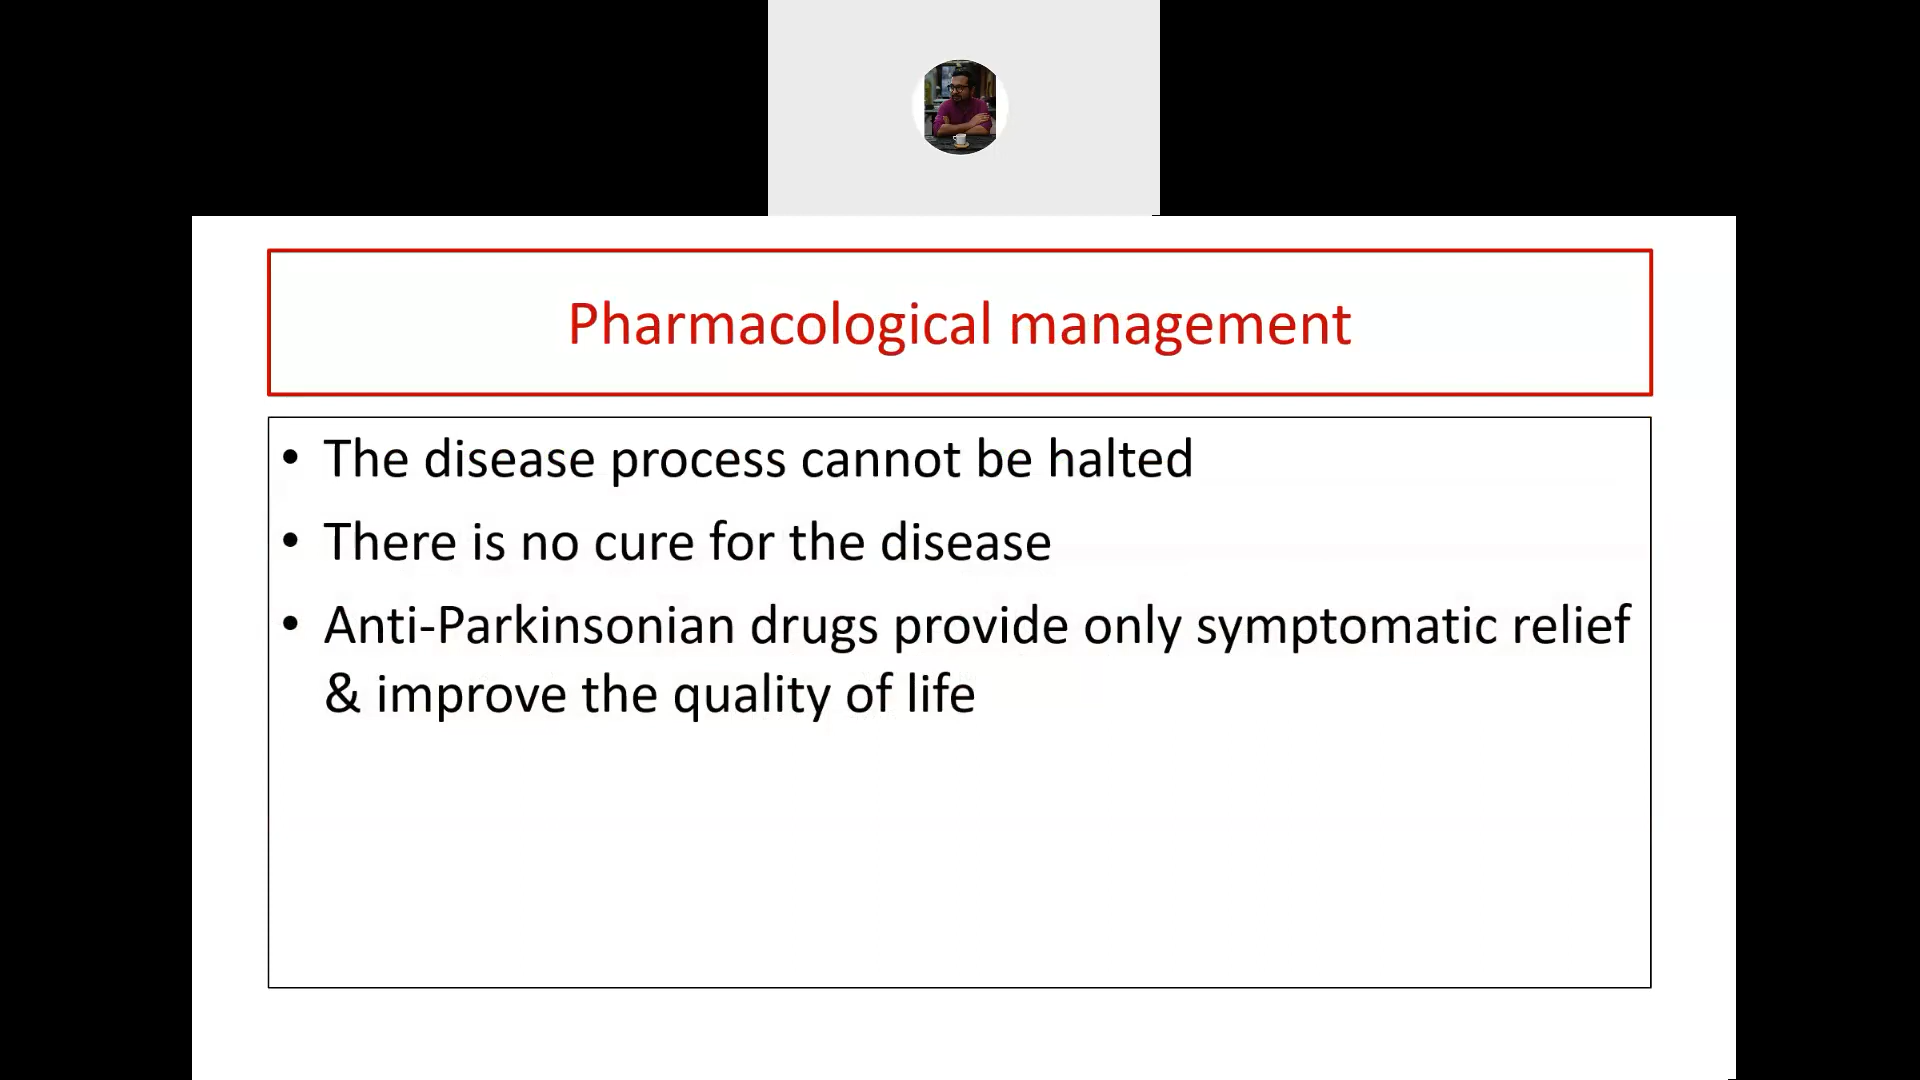 Pharmacological management
• The disease process cannot be halted
• There is no cure for the disease
• Anti-Parkinsonian drugs provide only symptomatic relief
& improve the quality of life